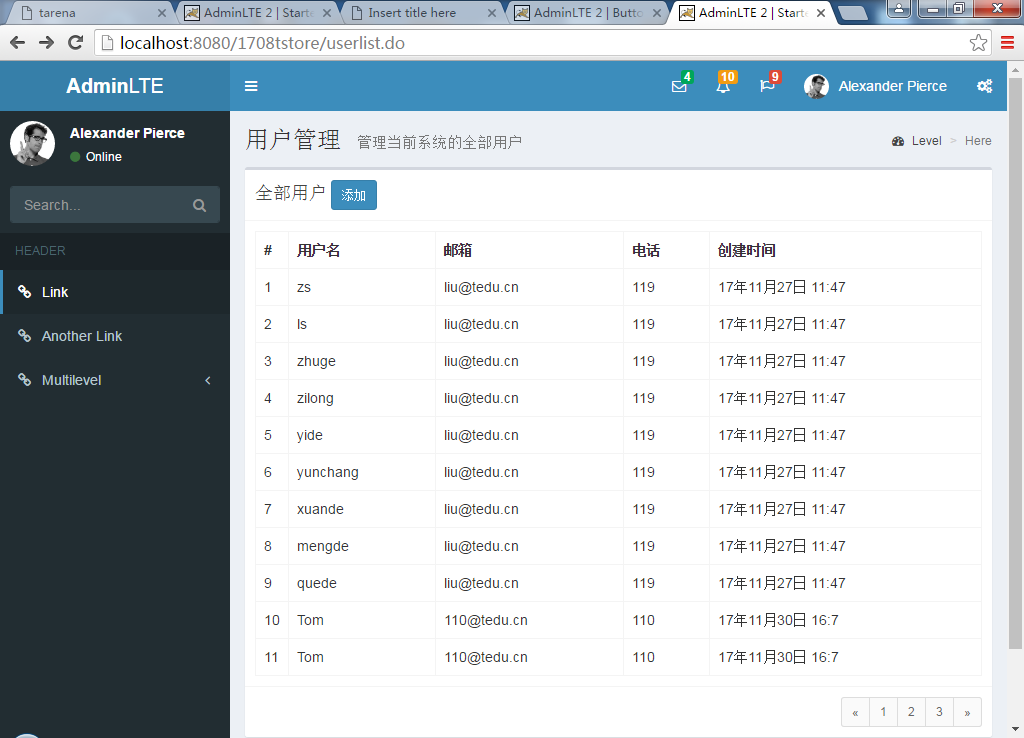 tarena
AdminLTE 2 | Starte
Insert title here
AdminLTE 2 | Butto
AdminLTE 2 | Starte
localhost:8080/1708tstore/userlist.do
AdminLTE
4
10
9
Alexander Pierce
Alexander Pierce
Online
Search...
HEADER
Link
Another Link
Multilevel
用户管理 管理当前系统的全部用户
Level > Here
全部用户 添加
# 用户名 邮箱 电话 创建时间
1 zs liu@tedu.cn 119 17年11月27日 11:47
2 ls liu@tedu.cn 119 17年11月27日 11:47
3 zhuge liu@tedu.cn 119 17年11月27日 11:47
4 zilong liu@tedu.cn 119 17年11月27日 11:47
5 yide liu@tedu.cn 119 17年11月27日 11:47
6 yunchang liu@tedu.cn 119 17年11月27日 11:47
7 xuande liu@tedu.cn 119 17年11月27日 11:47
8 mengde liu@tedu.cn 119 17年11月27日 11:47
9 quede liu@tedu.cn 119 17年11月27日 11:47
10 Tom 110@tedu.cn 110 17年11月30日 16:7
11 Tom 110@tedu.cn 110 17年11月30日 16:7
« 1 2 3 »